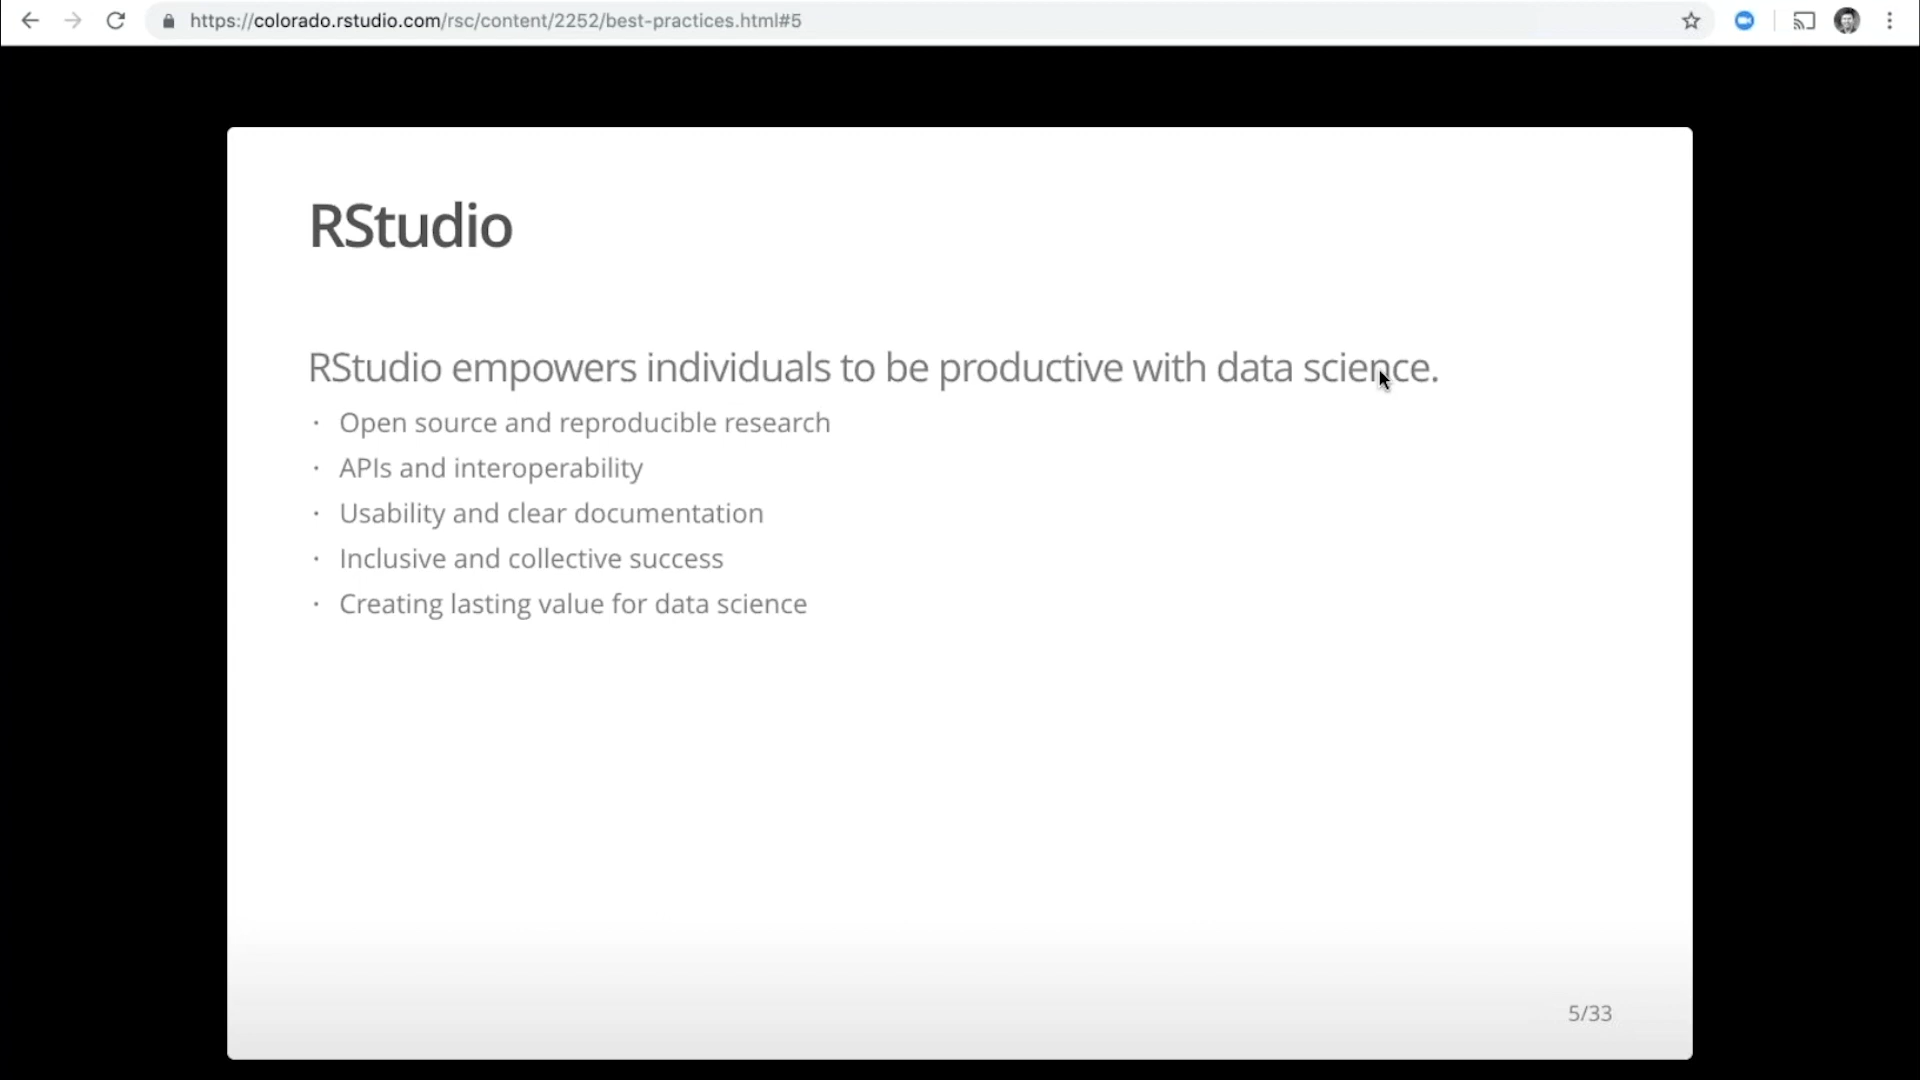 https://colorado.rstudio.com/rsc/content/2252/best-practices.html#5
RStudio
RStudio empowers individuals to be productive with data science.
· Open source and reproducible research
· APIs and interoperability
· Usability and clear documentation
· Inclusive and collective success
· Creating lasting value for data science
5/33